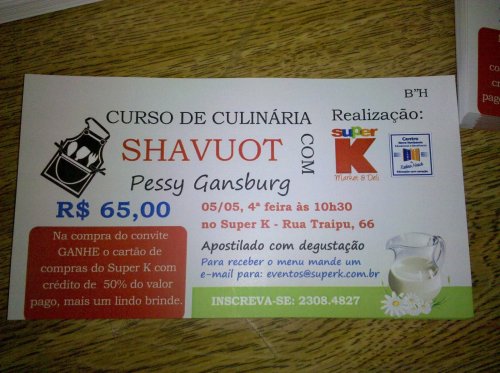 B"H
CURSO DE CULINÁRIA
SHAVUOT
COM
Pessy Gansburg
Realização:
super
K
Market & Deli
R$ 65,00
05/05, 4ª feira às 10h30
no Super K - Rua Traipu, 66
Na compra do convite
GANHE o cartão de
compras do Super K com
crédito de 50% do valor
pago, mais um lindo brinde.
Apostilado com degustação
Para receber o menu mande um
e-mail para: eventos@superk.com.br
INSCREVA-SE: 2308.4827